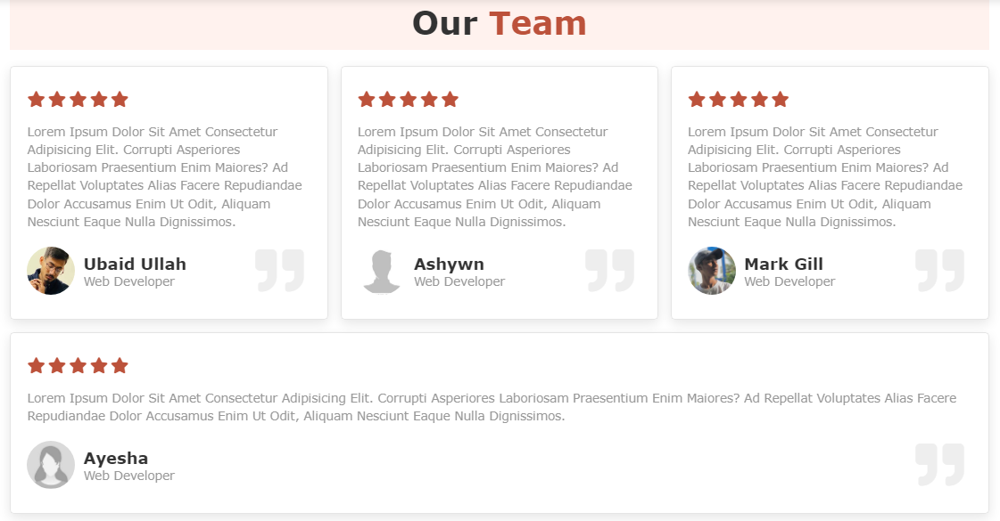 Our Team
Lorem Ipsum Dolor Sit Amet Consectetur
Adipisicing Elit. Corrupti Asperiores
Laboriosam Praesentium Enim Maiores? Ad
Repellat Voluptates Alias Facere Repudiandae
Dolor Accusamus Enim Ut Odit, Aliquam
Nesciunt Eaque Nulla Dignissimos.
Ubaid Ullah
Web Developer
Lorem Ipsum Dolor Sit Amet Consectetur
Adipisicing Elit. Corrupti Asperiores
Laboriosam Praesentium Enim Maiores? Ad
Repellat Voluptates Alias Facere Repudiandae
Dolor Accusamus Enim Ut Odit, Aliquam
Nesciunt Eaque Nulla Dignissimos.
Ashywn
Web Developer
Lorem Ipsum Dolor Sit Amet Consectetur
Adipisicing Elit. Corrupti Asperiores
Laboriosam Praesentium Enim Maiores? Ad
Repellat Voluptates Alias Facere Repudiandae
Dolor Accusamus Enim Ut Odit, Aliquam
Nesciunt Eaque Nulla Dignissimos.
Mark Gill
Web Developer
Lorem Ipsum Dolor Sit Amet Consectetur Adipisicing Elit. Corrupti Asperiores Laboriosam Praesentium Enim Maiores? Ad Repellat Voluptates Alias Facere
Repudiandae Dolor Accusamus Enim Ut Odit, Aliquam Nesciunt Eaque Nulla Dignissimos.
Ayesha
Web Developer